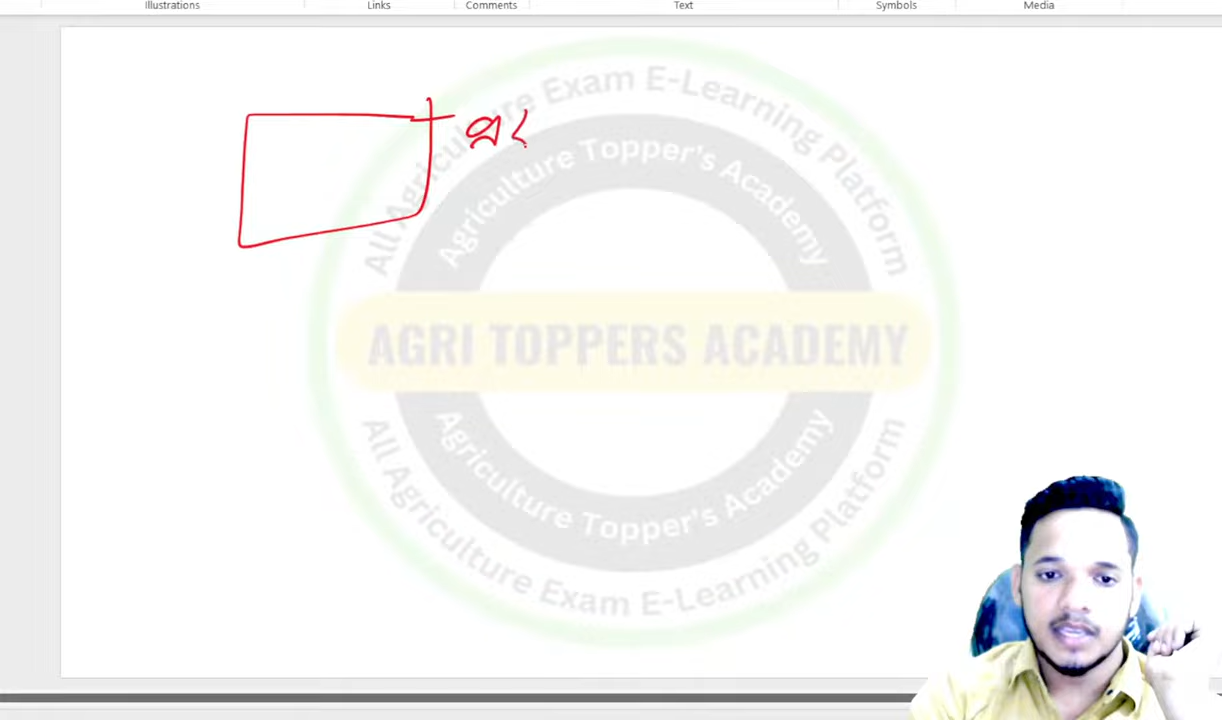 Illustrations Links Comments Text Symbols Media
All Agriculture Exam E-Learning Platform
Agriculture Topper's Academy
AGRI TOPPERS ACADEMY
Agriculture Topper's Academy
All Agriculture Exam E-Learning Platform